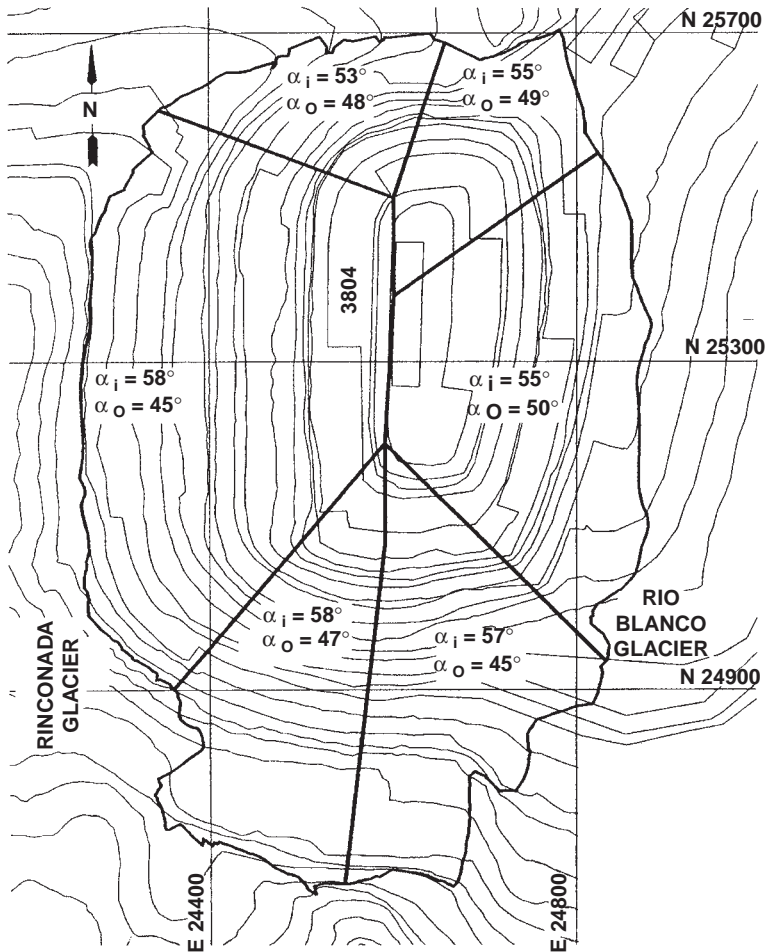 N 25700
α i = 53°
α O = 48°
α i = 55°
α O = 49°
N
3804
N 25300
α i = 58°
α O = 45°
α i = 55°
α O = 50°
α i = 58°
α O = 47°
α i = 57°
α O = 45°
RIO
BLANCO
GLACIER
N 24900
RINCONADA
GLACIER
E 24400
E 24800